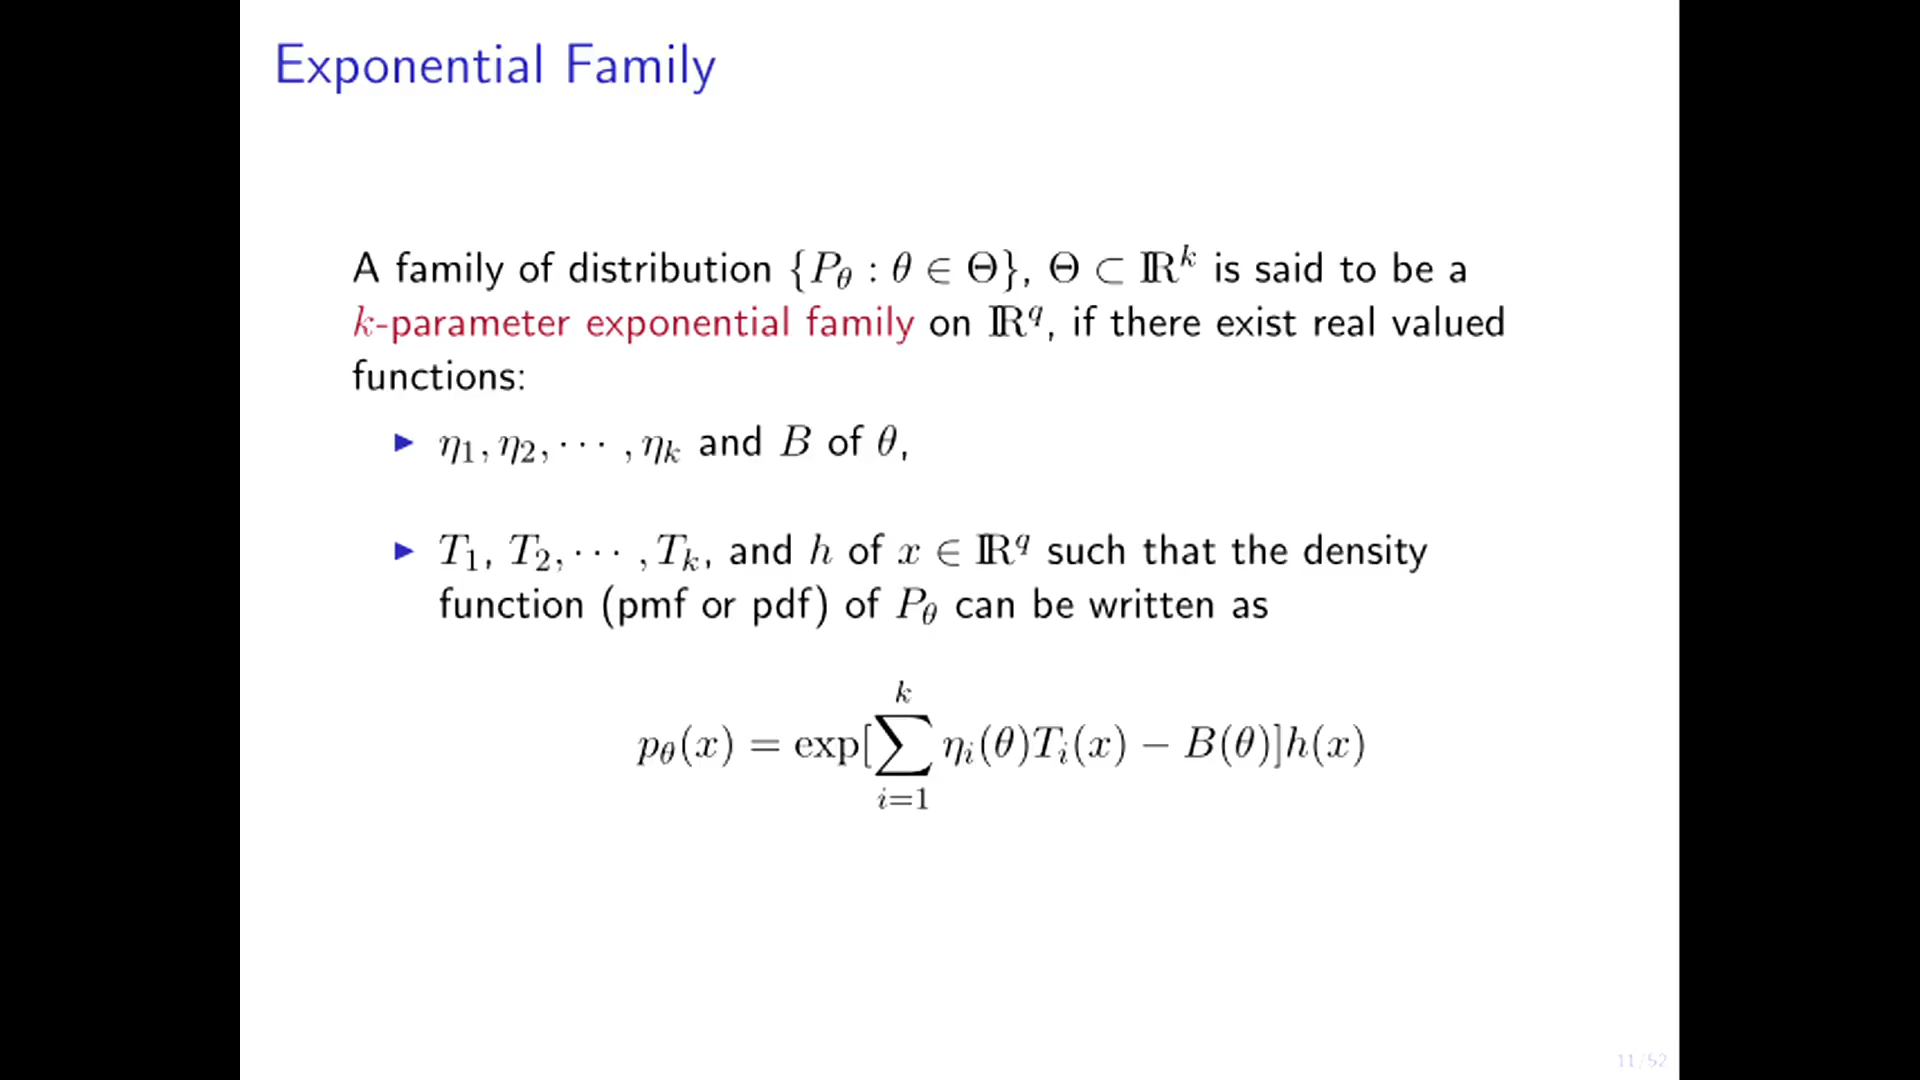 Exponential Family
A family of distribution {P_θ : θ ∈ Θ}, Θ ⊂ ℝ^k is said to be a
k-parameter exponential family on ℝ^q, if there exist real valued
functions:
▶ η_1, η_2, ⋯ , η_k and B of θ,
▶ T_1, T_2, ⋯ , T_k, and h of x ∈ ℝ^q such that the density
function (pmf or pdf) of P_θ can be written as
p_θ(x) = exp[∑_{i=1}^{k} η_i(θ)T_i(x) − B(θ)]h(x)
11/52